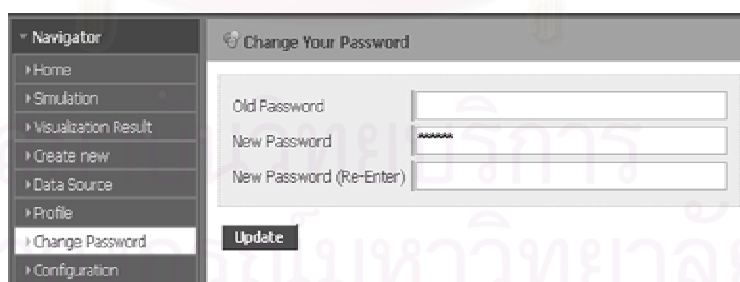 Navigator
Home
Simulation
Visualization Result
Create new
Data Source
Profile
Change Password
Configuration
Change Your Password
Old Password
New Password
******
New Password (Re-Enter)
Update